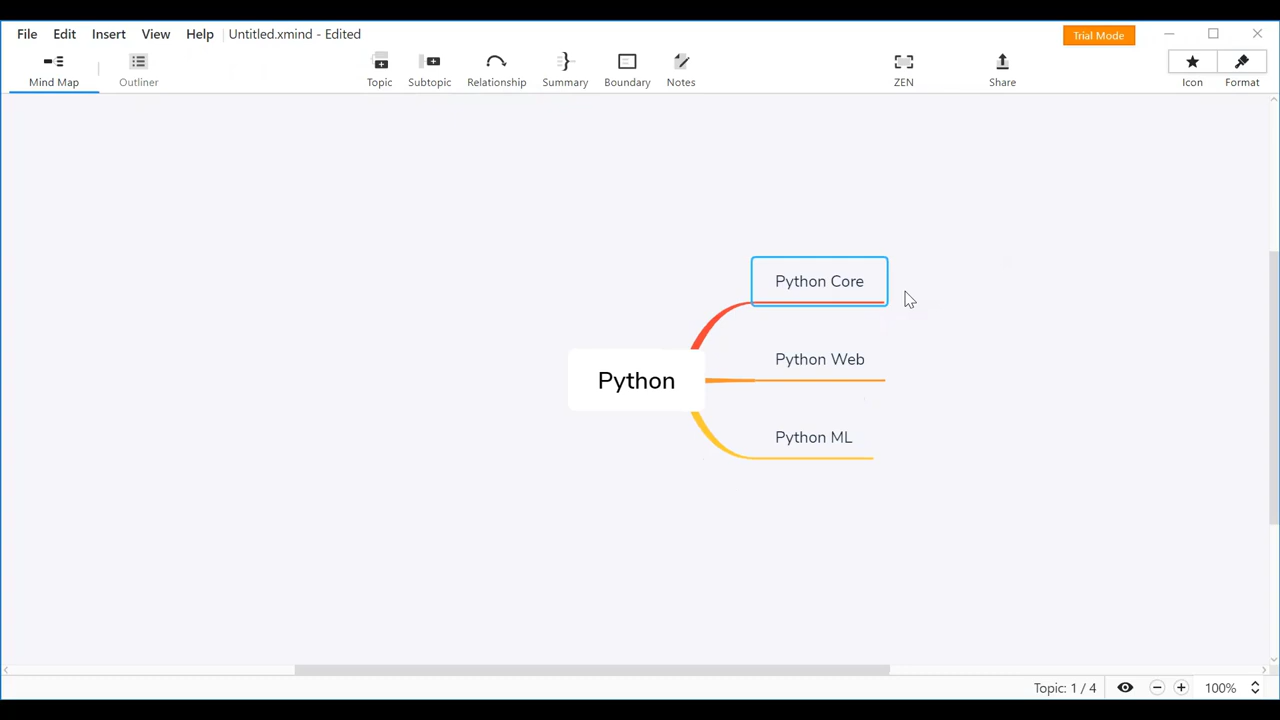 File Edit Insert View Help Untitled.xmind - Edited Trial Mode
Mind Map Outliner Topic Subtopic Relationship Summary Boundary Notes ZEN Share Icon Format
Python Core
Python Web
Python
Python ML
Topic: 1 / 4 100%